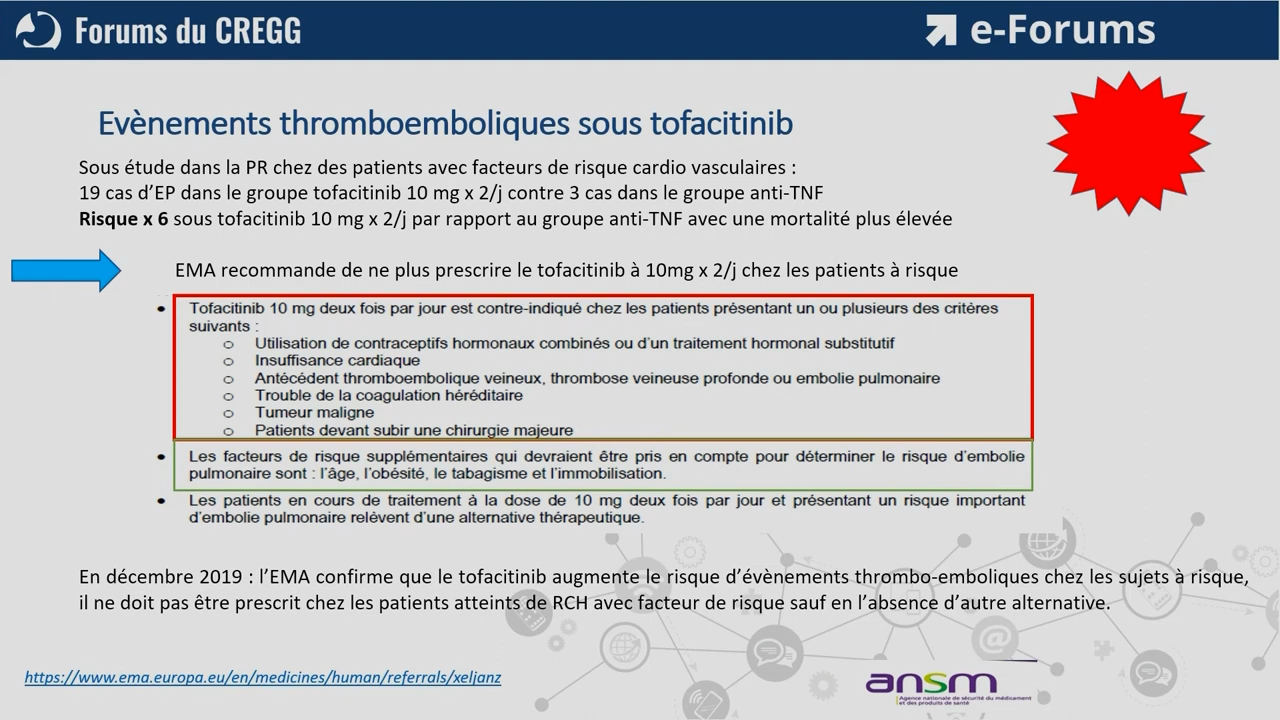 Forums du CREGG
e-Forums
Evènements thromboemboliques sous tofacitinib
Sous étude dans la PR chez des patients avec facteurs de risque cardio vasculaires :
19 cas d’EP dans le groupe tofacitinib 10 mg x 2/j contre 3 cas dans le groupe anti-TNF
Risque x 6 sous tofacitinib 10 mg x 2/j par rapport au groupe anti-TNF avec une mortalité plus élevée
EMA recommande de ne plus prescrire le tofacitinib à 10mg x 2/j chez les patients à risque
• Tofacitinib 10 mg deux fois par jour est contre-indiqué chez les patients présentant un ou plusieurs des critères
suivants :
o Utilisation de contraceptifs hormonaux combinés ou d’un traitement hormonal substitutif
o Insuffisance cardiaque
o Antécédent thromboembolique veineux, thrombose veineuse profonde ou embolie pulmonaire
o Trouble de la coagulation héréditaire
o Tumeur maligne
o Patients devant subir une chirurgie majeure
• Les facteurs de risque supplémentaires qui devraient être pris en compte pour déterminer le risque d’embolie
pulmonaire sont : l’âge, l’obésité, le tabagisme et l’immobilisation.
• Les patients en cours de traitement à la dose de 10 mg deux fois par jour et présentant un risque important
d’embolie pulmonaire relèvent d’une alternative thérapeutique.
En décembre 2019 : l’EMA confirme que le tofacitinib augmente le risque d’évènements thrombo-emboliques chez les sujets à risque,
il ne doit pas être prescrit chez les patients atteints de RCH avec facteur de risque sauf en l’absence d’autre alternative.
https://www.ema.europa.eu/en/medicines/human/referrals/xeljanz
ansm
Agence nationale de sécurité du médicament
et des produits de santé